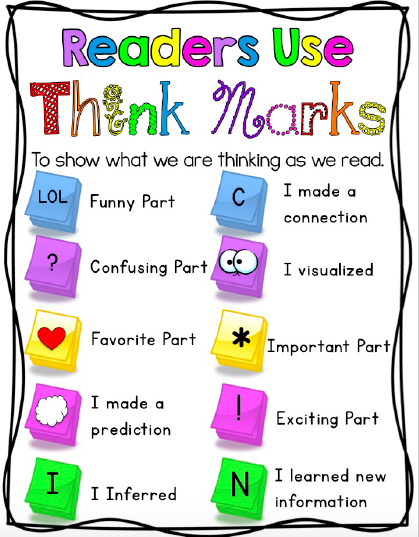 Readers Use
Think Marks
To show what we are thinking as we read.
LOL
Funny Part
C
I made a
connection
?
Confusing Part
I visualized
Favorite Part
*
Important Part
I made a
prediction
!
Exciting Part
I
I Inferred
N
I learned new
information